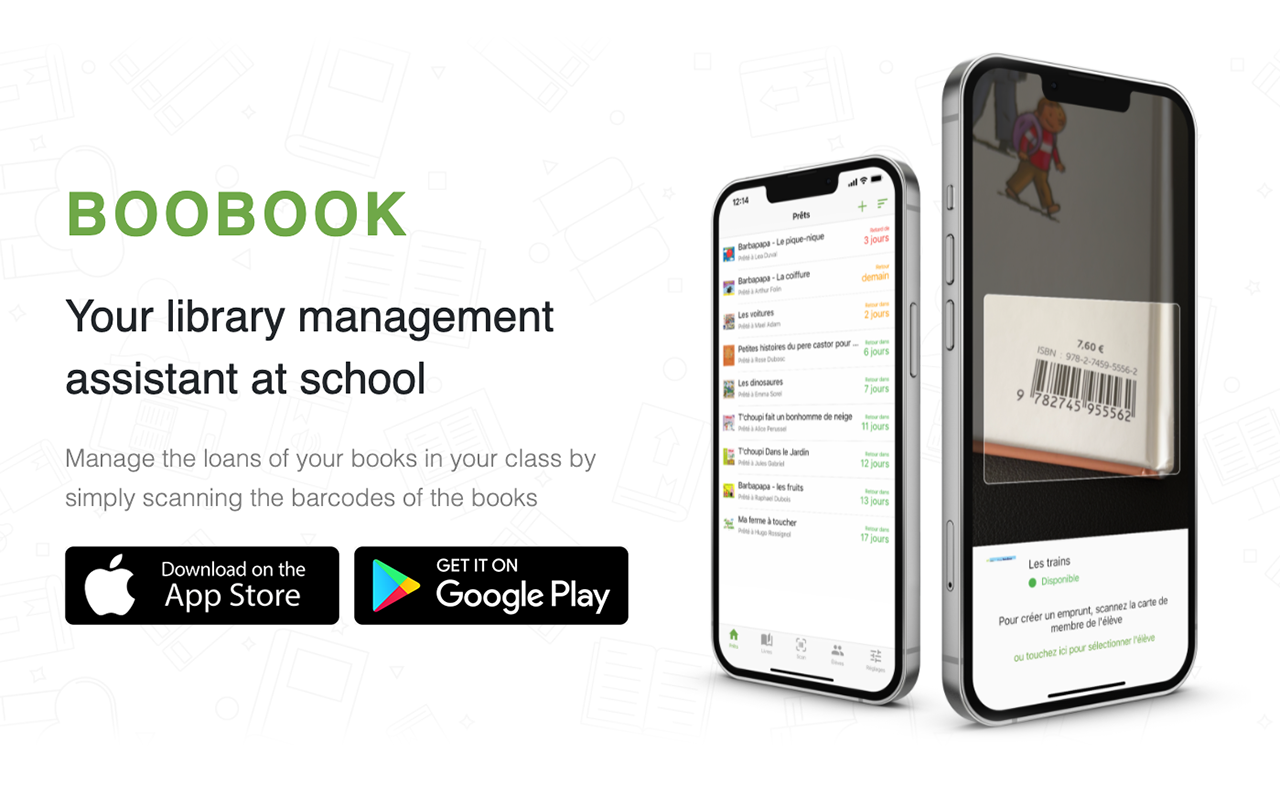 BOOBOOK
Your library management
assistant at school
Manage the loans of your books in your class by
simply scanning the barcodes of the books
Download on the
App Store
GET IT ON
Google Play
12:14
Prêts
Barbapapa - Le pique-nique
Prêté à Lea Duval
Retard de
3 jours
Barbapapa - La coiffure
Prêté à Arthur Folin
Retour
demain
Les voitures
Prêté à Mael Adam
Retour dans
2 jours
Petites histoires du pere castor pour ...
Prêté à Rose Dubosc
Retour dans
6 jours
Les dinosaures
Prêté à Emma Sorel
Retour dans
7 jours
T'choupi fait un bonhomme de neige
Prêté à Alice Perussel
Retour dans
11 jours
T'choupi Dans le Jardin
Prêté à Jules Gabriel
Retour dans
12 jours
Barbapapa - les fruits
Prêté à Raphael Dubois
Retour dans
13 jours
Ma ferme à toucher
Prêté à Hugo Rossignol
Retour dans
17 jours
Prêts
Livres
Scan
Élèves
Réglages
7,60 €
ISBN : 978-2-7459-5556-2
9 782745 955562
Les trains
Disponible
Pour créer un emprunt, scannez la carte de
membre de l'élève
ou touchez ici pour sélectionner l'élève